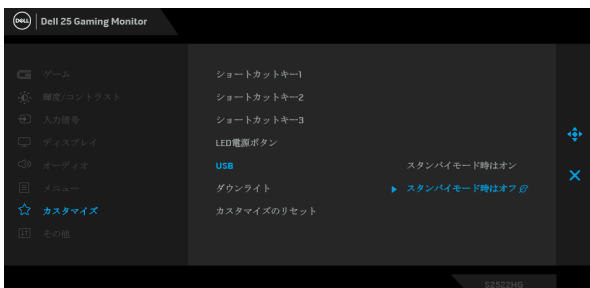 DELL Dell 25 Gaming Monitor
ゲーム
輝度/コントラスト
入力信号
ディスプレイ
オーディオ
メニュー
カスタマイズ
その他
ショートカットキー1
ショートカットキー2
ショートカットキー3
LED電源ボタン
USB
ダウンライト
カスタマイズのリセット
スタンバイモード時はオン
スタンバイモード時はオフ
S2522HG